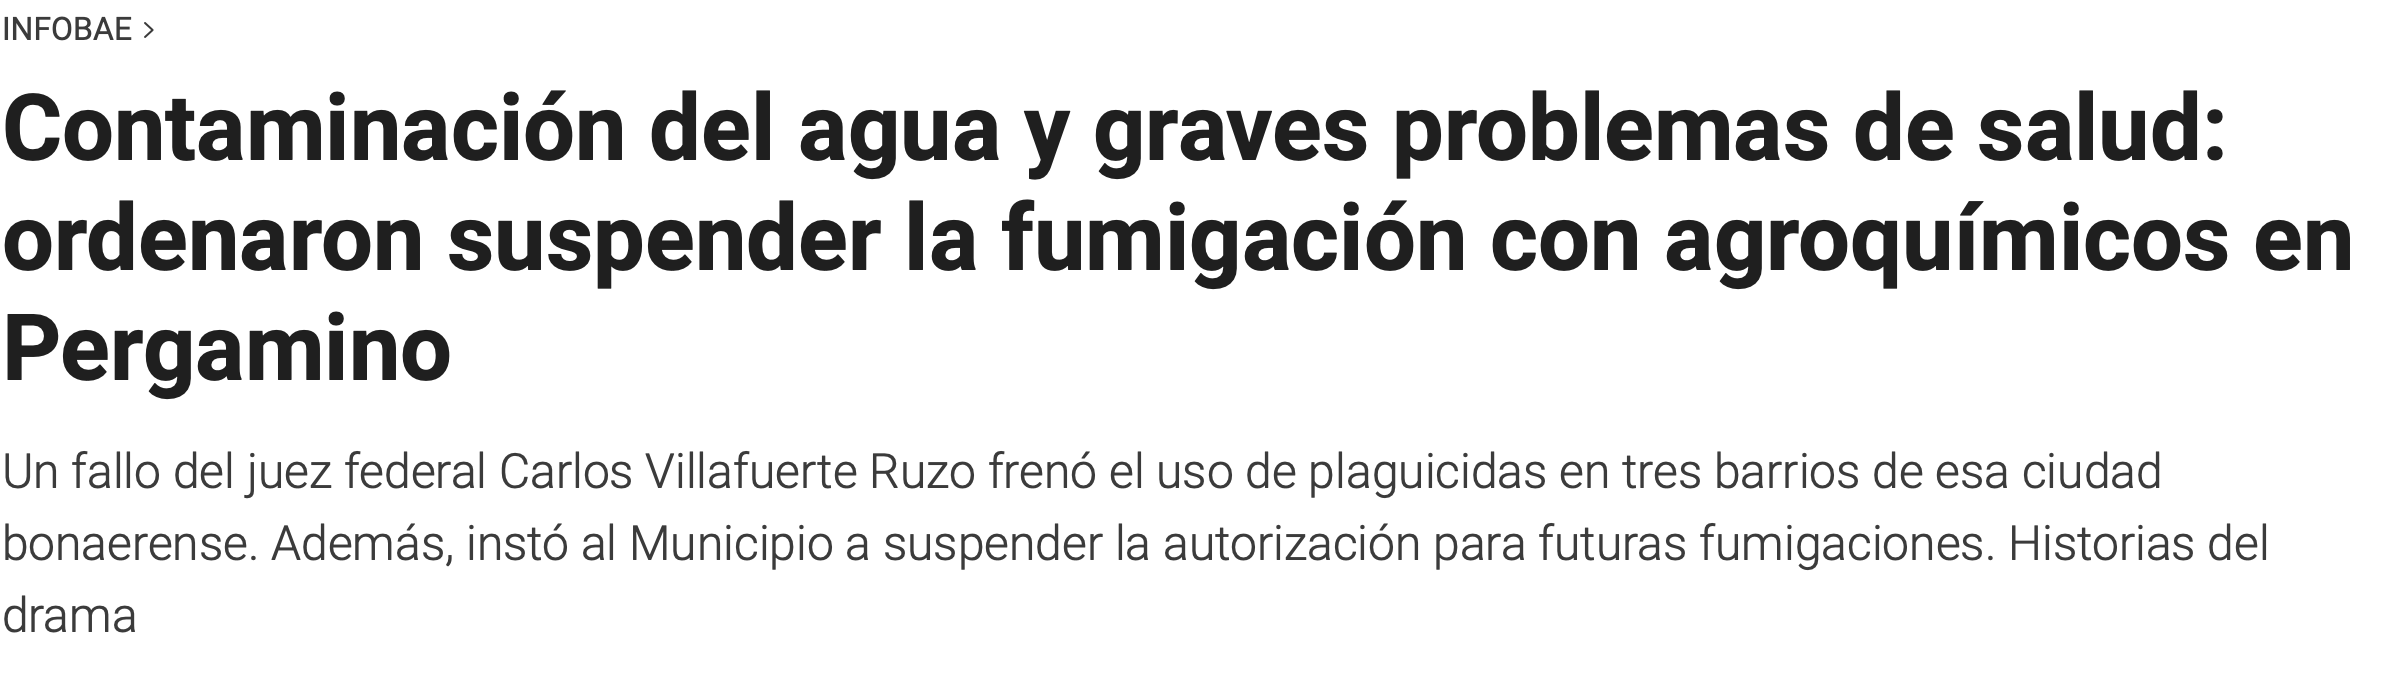 INFOBAE >
Contaminación del agua y graves problemas de salud:
ordenaron suspender la fumigación con agroquímicos en
Pergamino
Un fallo del juez federal Carlos Villafuerte Ruzo frenó el uso de plaguicidas en tres barrios de esa ciudad
bonaerense. Además, instó al Municipio a suspender la autorización para futuras fumigaciones. Historias del
drama